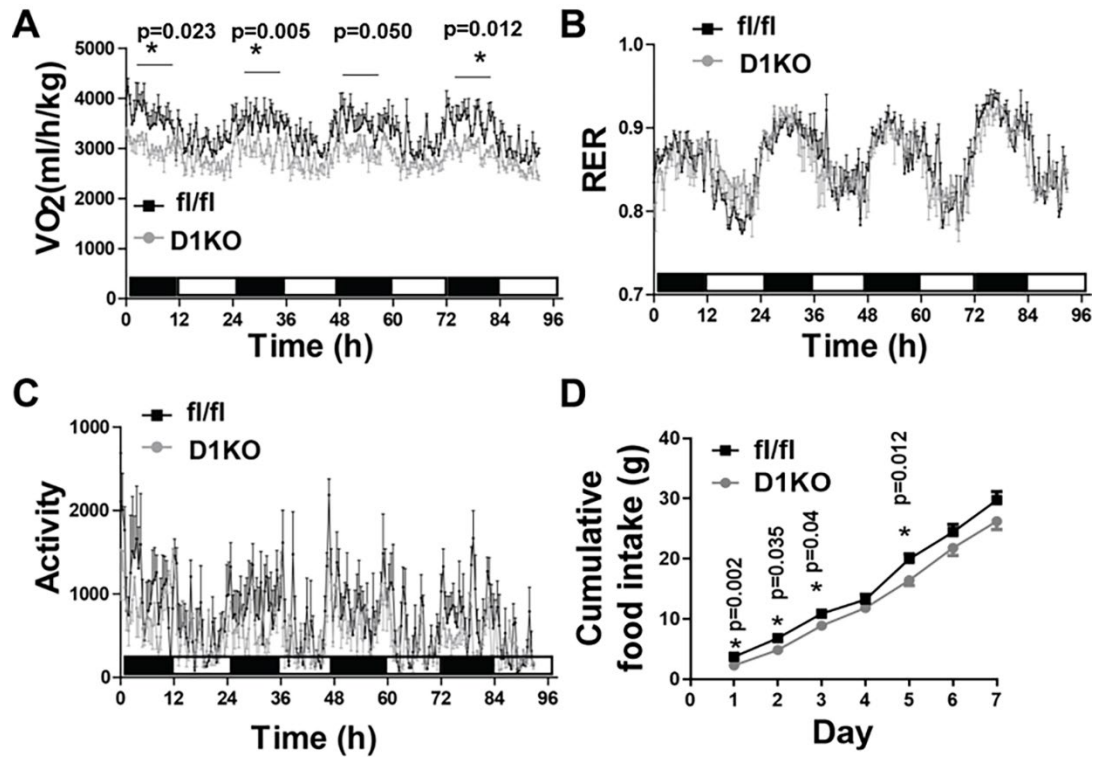 A
p=0.023 p=0.005 p=0.050 p=0.012
* * *
5000
4000
3000
2000
1000
0
VO2(ml/h/kg)
fl/fl
D1KO
0 12 24 36 48 60 72 84 96
Time (h)
B
fl/fl
D1KO
1.0
0.9
0.8
0.7
RER
0 12 24 36 48 60 72 84 96
Time (h)
C
fl/fl
D1KO
1000
2000
1000
0
Activity
0 12 24 36 48 60 72 84 96
Time (h)
D
fl/fl
D1KO
40
30
20
10
0
Cumulative
food intake (g)
* p=0.002
* p=0.035
* p=0.04
* p=0.012
0 1 2 3 4 5 6 7
Day